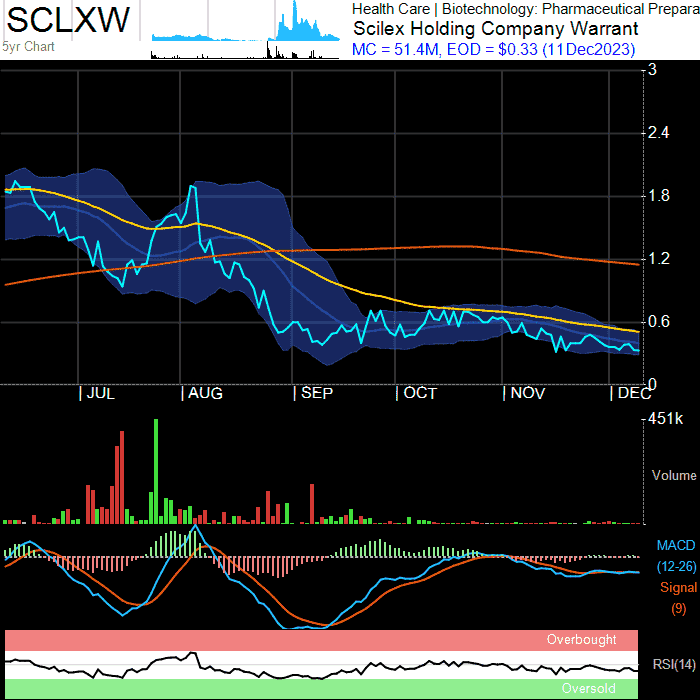 SCLXW
5yr Chart
Health Care | Biotechnology: Pharmaceutical Prepara
Scilex Holding Company Warrant
MC = 51.4M, EOD = $0.33 (11Dec2023)
3
2.4
1.8
1.2
0.6
0
JUL
AUG
SEP
OCT
NOV
DEC
451k
Volume
MACD
(12-26)
Signal
(9)
Overbought
RSI(14)
Oversold